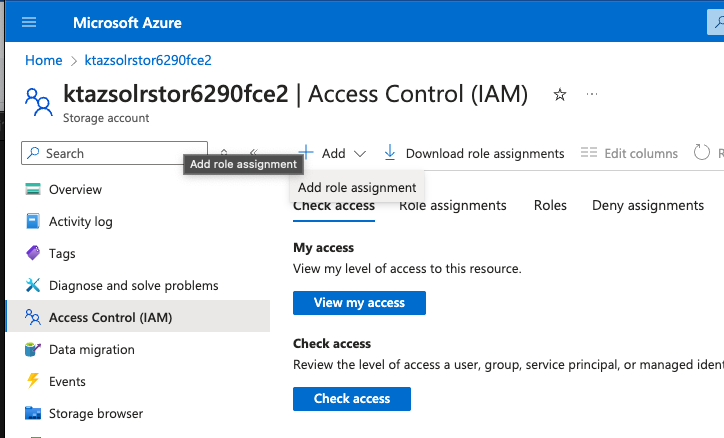 Microsoft Azure
Home > ktazsolrstor6290fce2
ktazsolrstor6290fce2 | Access Control (IAM)
Storage account
Search
Add role assignment
Add
Download role assignments
Edit columns
R
Add role assignment
Check access
Role assignments
Roles
Deny assignments
Overview
Activity log
Tags
Diagnose and solve problems
Access Control (IAM)
Data migration
Events
Storage browser
My access
View my level of access to this resource.
View my access
Check access
Review the level of access a user, group, service principal, or managed ident
Check access